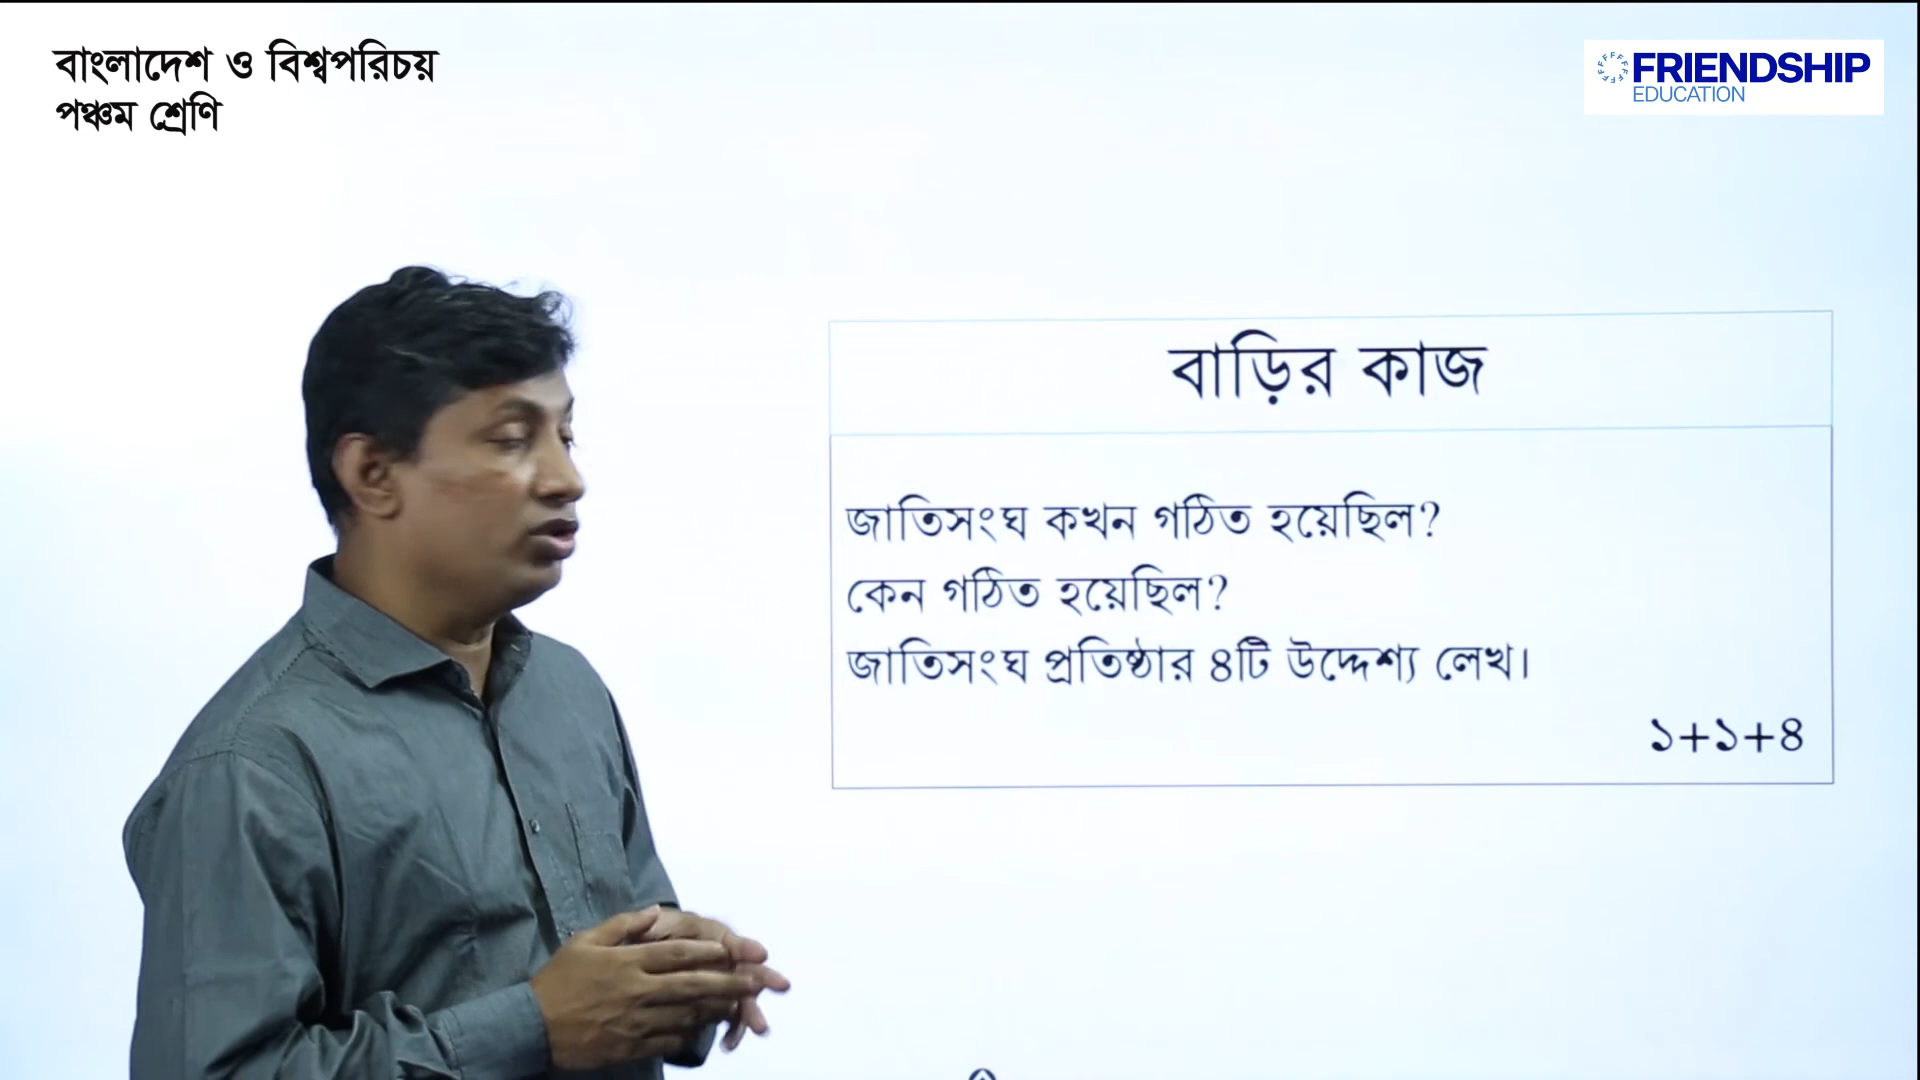 বাংলাদেশ ও বিশ্বপরিচয়
পঞ্চম শ্রেণি
FRIENDSHIP
EDUCATION
বাড়ির কাজ
জাতিসংঘ কখন গঠিত হয়েছিল?
কেন গঠিত হয়েছিল?
জাতিসংঘ প্রতিষ্ঠার ৪টি উদ্দেশ্য লেখ।
১+১+৪